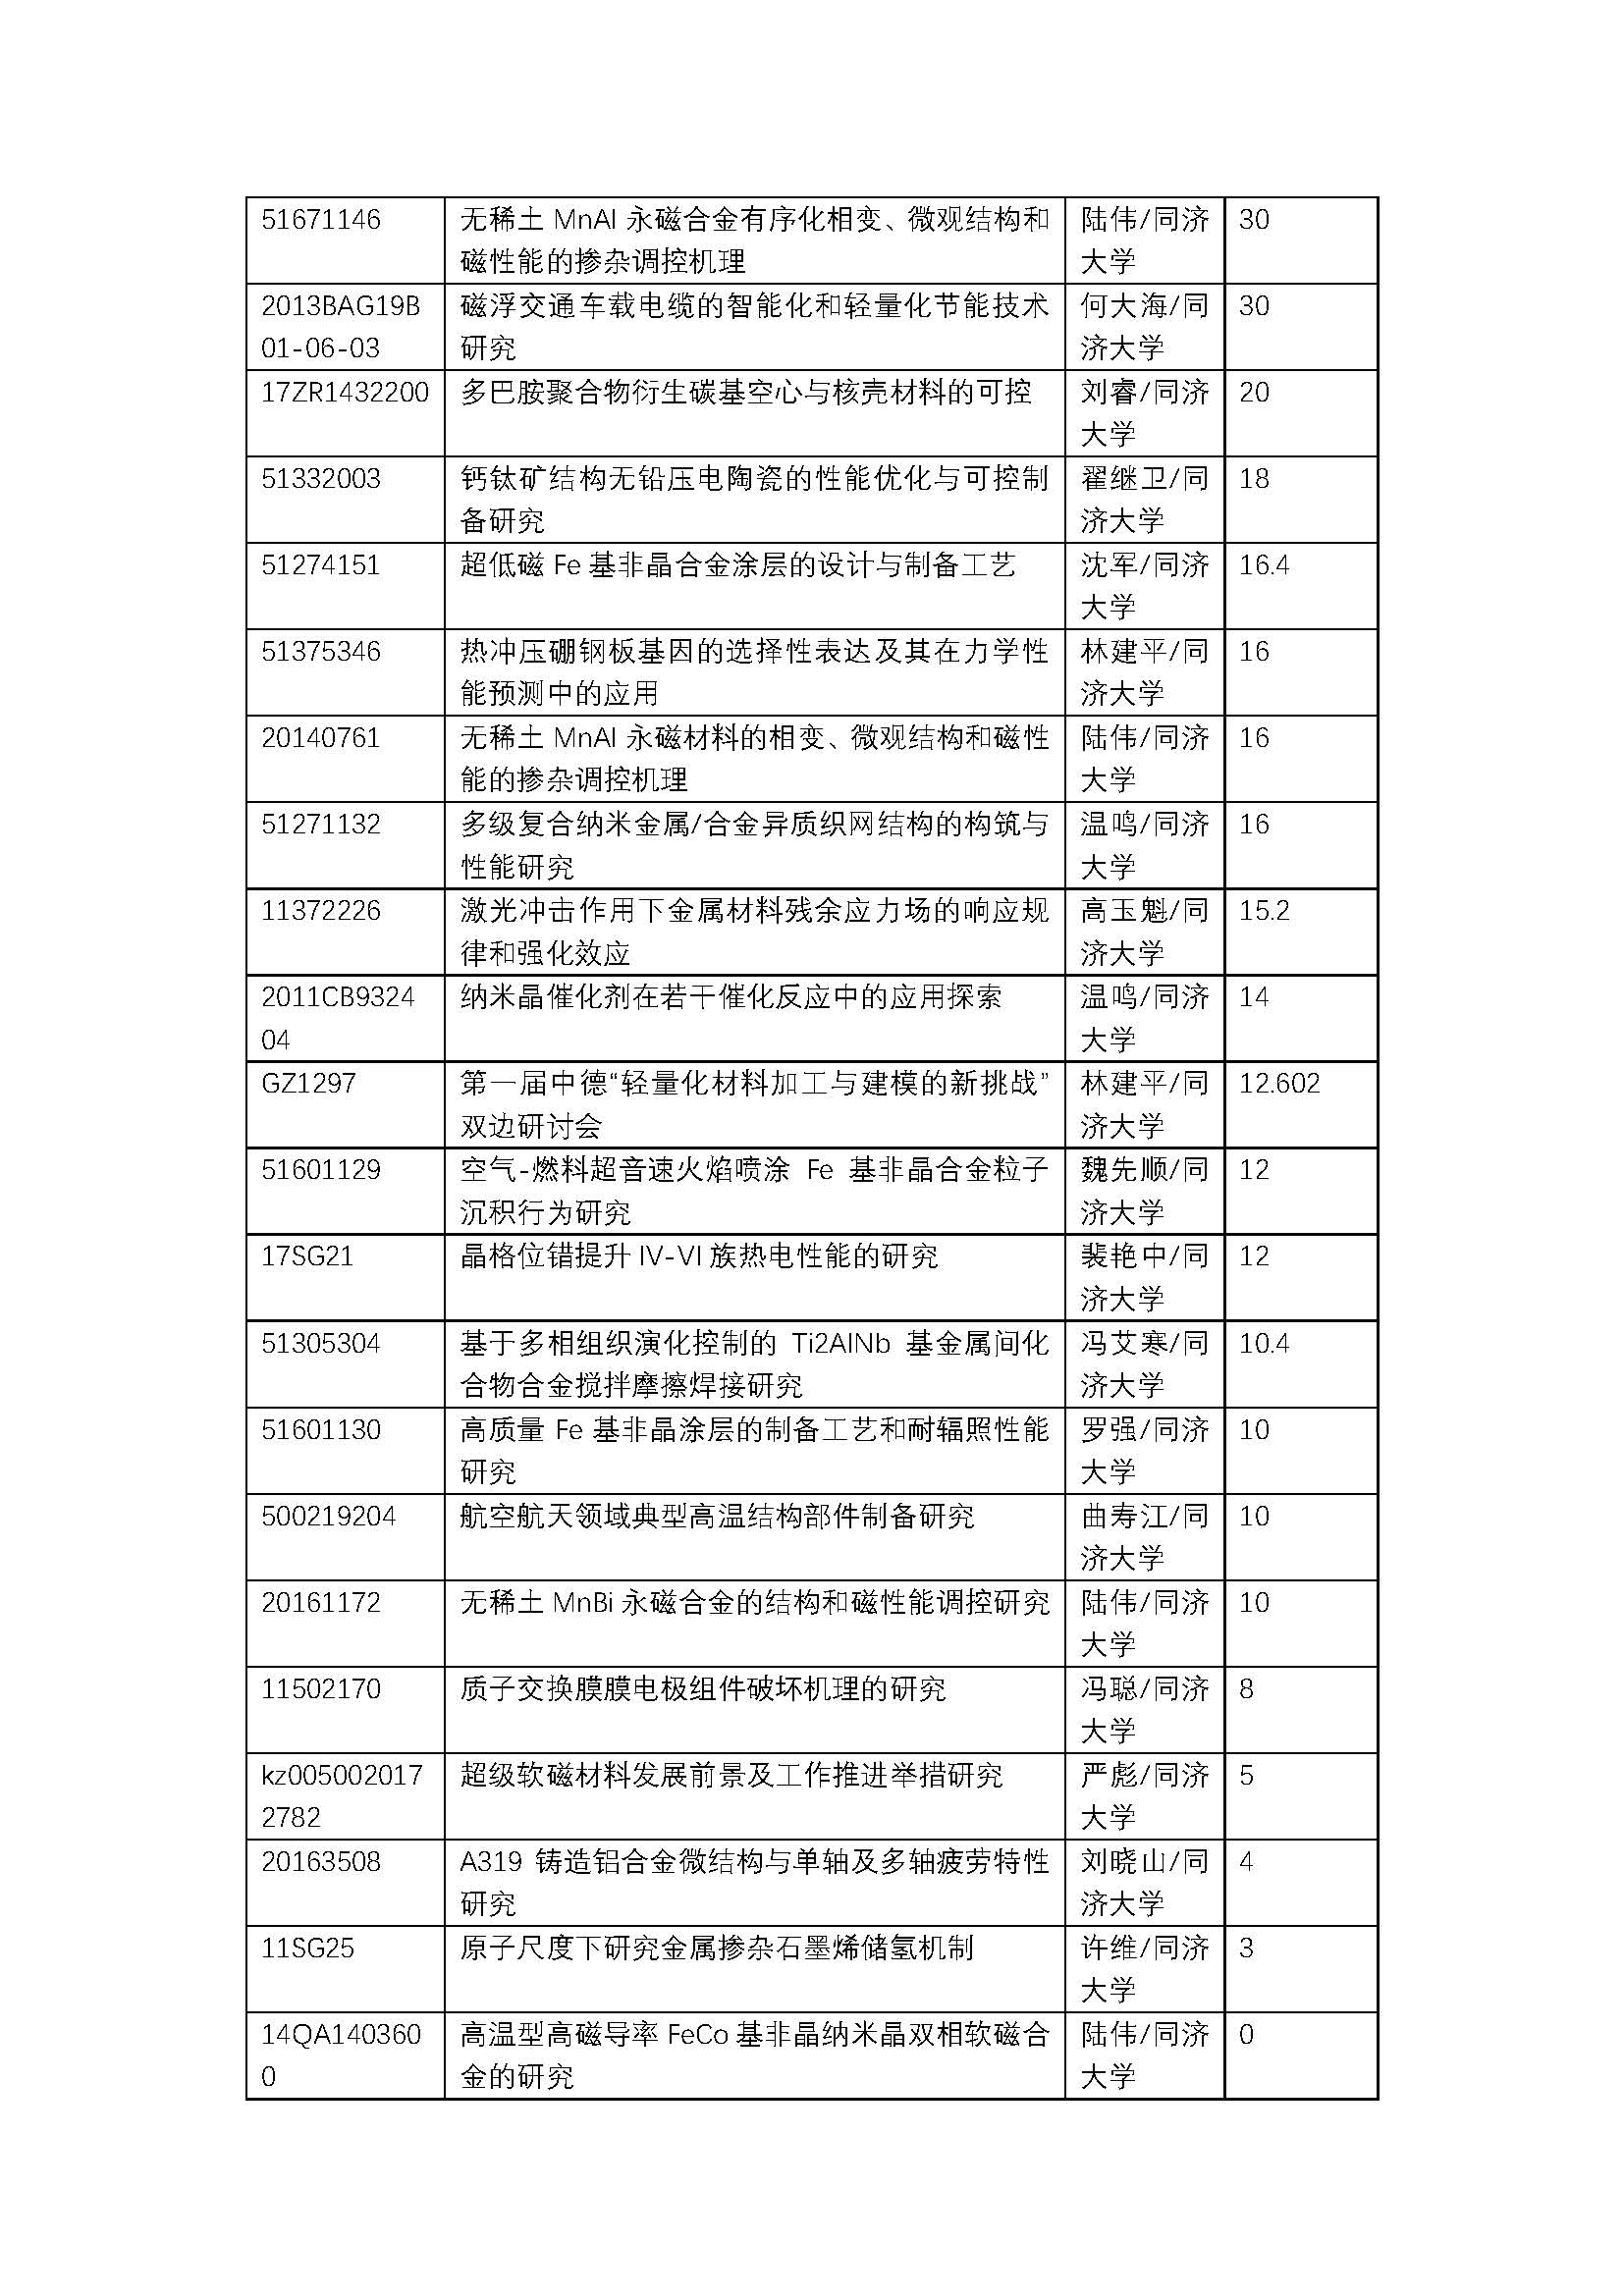 51671146 无稀土 MnAl 永磁合金有序化相变、微观结构和 陆伟/同济 30
磁性能的掺杂调控机理 大学
2013BAG19B 磁浮交通车载电缆的智能化和轻量化节能技术 何大海/同 30
01-06-03 研究 济大学
17ZR1432200 多巴胺聚合物衍生碳基空心与核壳材料的可控 刘睿/同济 20
大学
51332003 钙钛矿结构无铅压电陶瓷的性能优化与可控制 翟继卫/同 18
备研究 济大学
51274151 超低磁 Fe 基非晶合金涂层的设计与制备工艺 沈军/同济 16.4
大学
51375346 热冲压硼钢板基因的选择性表达及其在力学性 林建平/同 16
能预测中的应用 济大学
20140761 无稀土 MnAl 永磁材料的相变、微观结构和磁性 陆伟/同济 16
能的掺杂调控机理 大学
51271132 多级复合纳米金属/合金异质织网结构的构筑与 温鸣/同济 16
性能研究 大学
11372226 激光冲击作用下金属材料残余应力场的响应规 高玉魁/同 15.2
律和强化效应 济大学
2011CB9324 纳米晶催化剂在若干催化反应中的应用探索 温鸣/同济 14
04 大学
GZ1297 第一届中德“轻量化材料加工与建模的新挑战” 林建平/同 12.602
双边研讨会 济大学
51601129 空气-燃料超音速火焰喷涂 Fe 基非晶合金粒子 魏先顺/同 12
沉积行为研究 济大学
17SG21 晶格位错提升 IV-VI 族热电性能的研究 裴艳中/同 12
济大学
51305304 基于多相组织演化控制的 Ti2AlNb 基金属间化 冯艾寒/同 10.4
合物合金搅拌摩擦焊接研究 济大学
51601130 高质量 Fe 基非晶涂层的制备工艺和耐辐照性能 罗强/同济 10
研究 大学
500219204 航空航天领域典型高温结构部件制备研究 曲寿江/同 10
济大学
20161172 无稀土 MnBi 永磁合金的结构和磁性能调控研究 陆伟/同济 10
大学
11502170 质子交换膜膜电极组件破坏机理的研究 冯聪/同济 8
大学
kz005002017 超级软磁材料发展前景及工作推进举措研究 严彪/同济 5
2782 大学
20163508 A319 铸造铝合金微结构与单轴及多轴疲劳特性 刘晓山/同 4
研究 济大学
11SG25 原子尺度下研究金属掺杂石墨烯储氢机制 许维/同济 3
大学
14QA140360 高温型高磁导率 FeCo 基非晶纳米晶双相软磁合 陆伟/同济 0
0 金的研究 大学